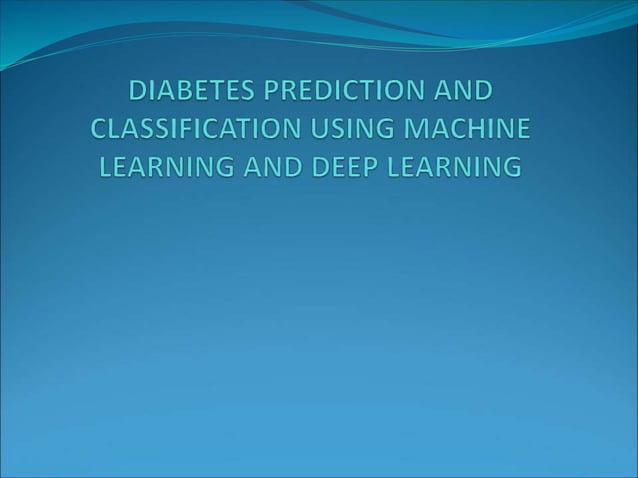 DIABETES PREDICTION AND
CLASSIFICATION USING MACHINE
LEARNING AND DEEP LEARNING